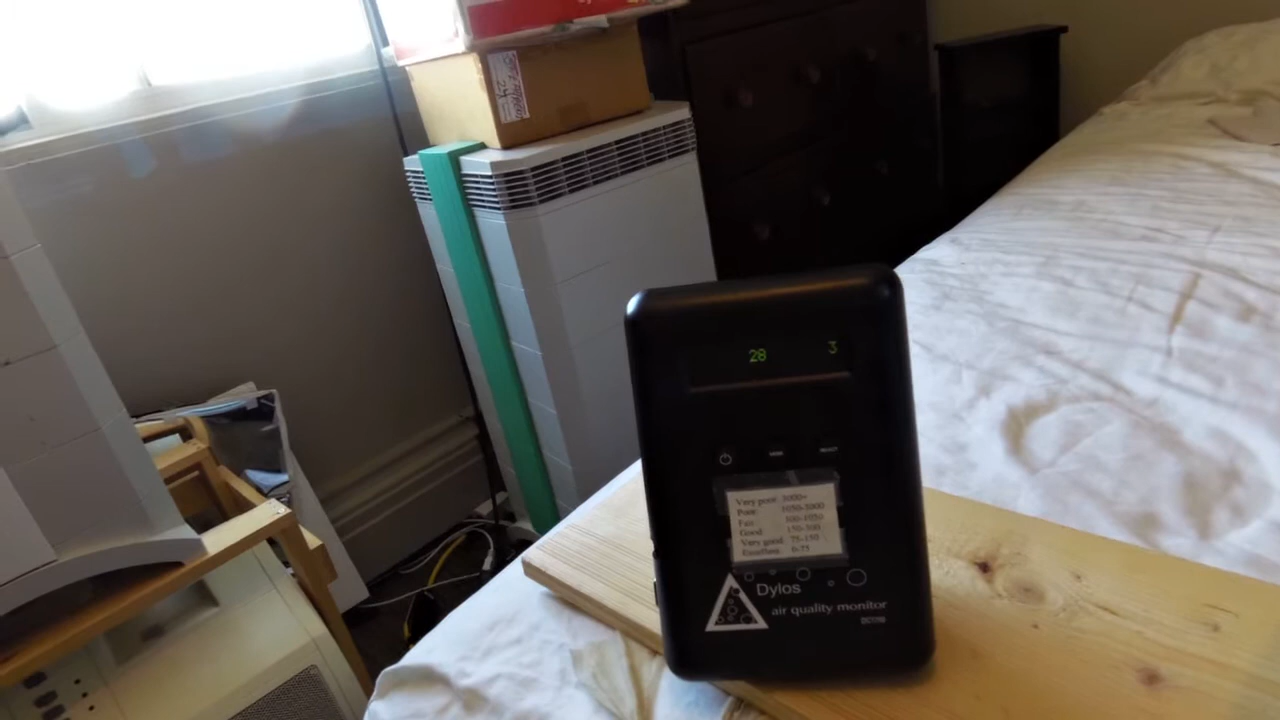 28 3
Very poor: 3000+
Poor: 1050-3000
Fair: 300-1050
Good: 150-300
Very good: 75-150
Excellent: 0-75
Dylos
air quality monitor